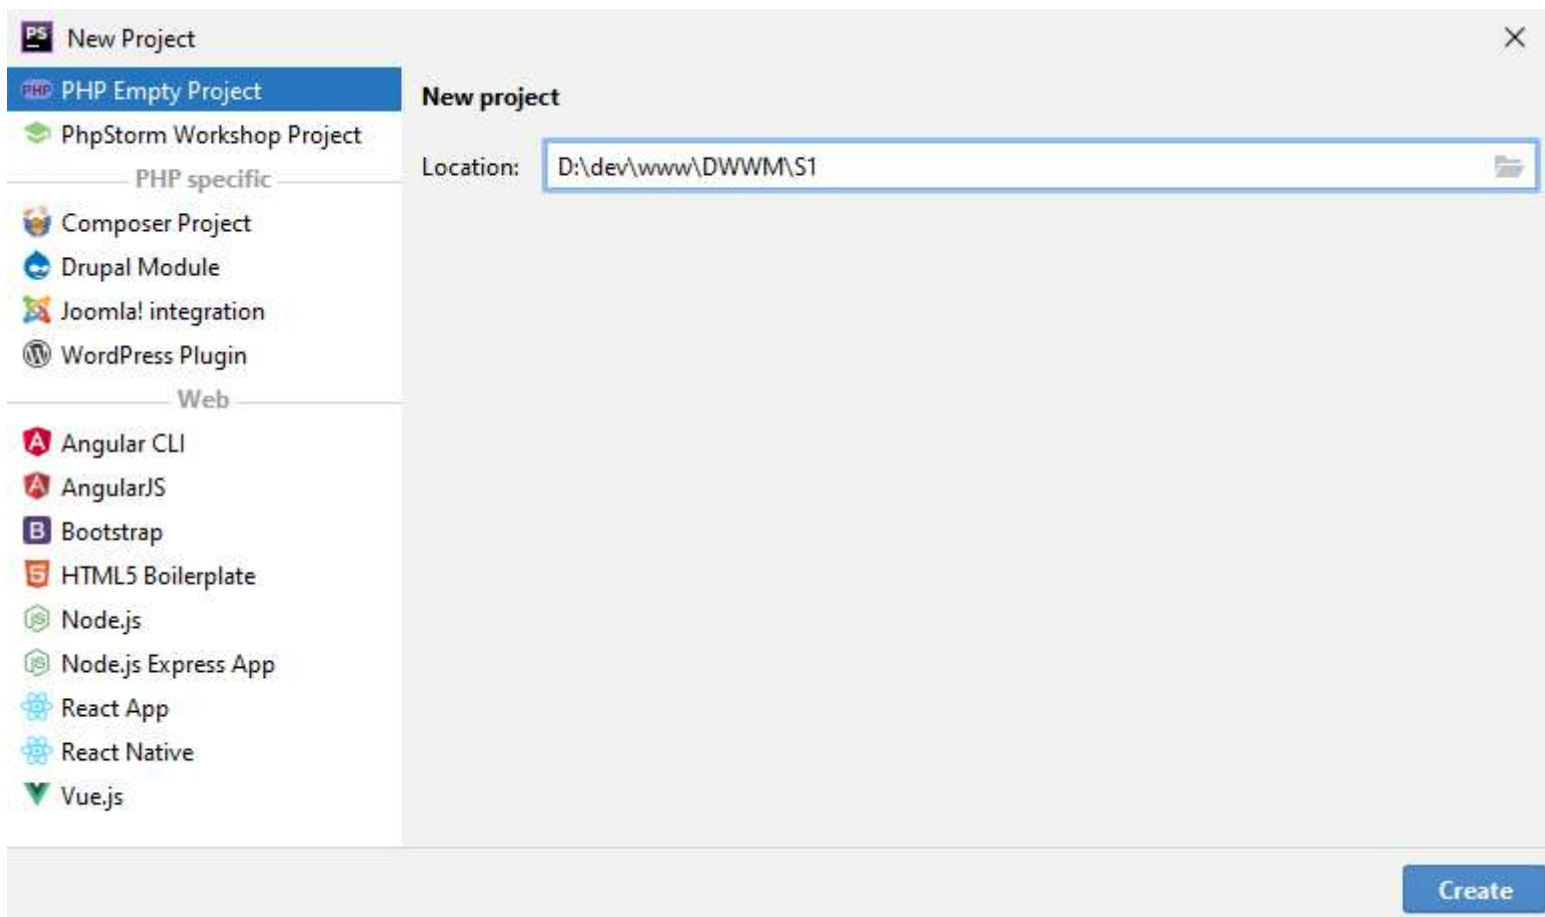 PS New Project
PHP PHP Empty Project
PhpStorm Workshop Project
PHP specific
Composer Project
Drupal Module
Joomla! integration
WordPress Plugin
Web
Angular CLI
AngularJS
Bootstrap
HTML5 Boilerplate
Node.js
Node.js Express App
React App
React Native
Vue.js
New project
Location: D:\dev\www\DWWM\S1
Create